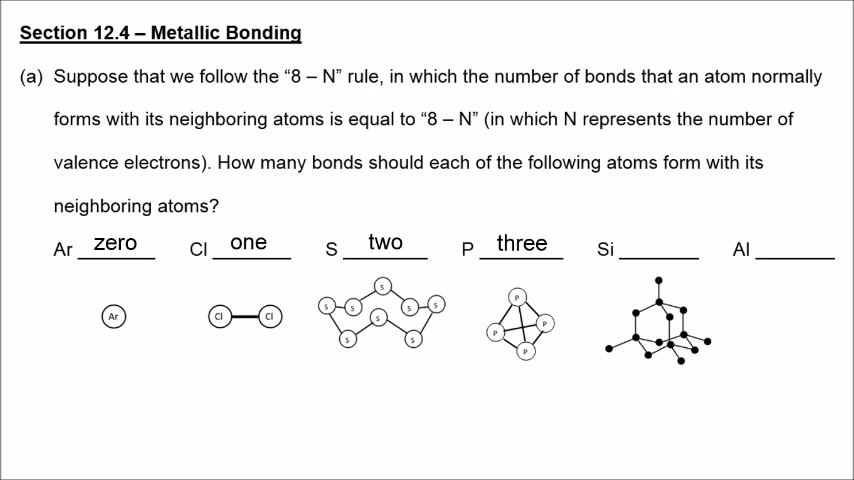 Section 12.4 – Metallic Bonding
(a) Suppose that we follow the “8 – N” rule, in which the number of bonds that an atom normally
forms with its neighboring atoms is equal to “8 – N” (in which N represents the number of
valence electrons). How many bonds should each of the following atoms form with its
neighboring atoms?
Ar zero Cl one S two P three Si ________ Al ________
Ar Cl Cl S S S S S S S S P P P P